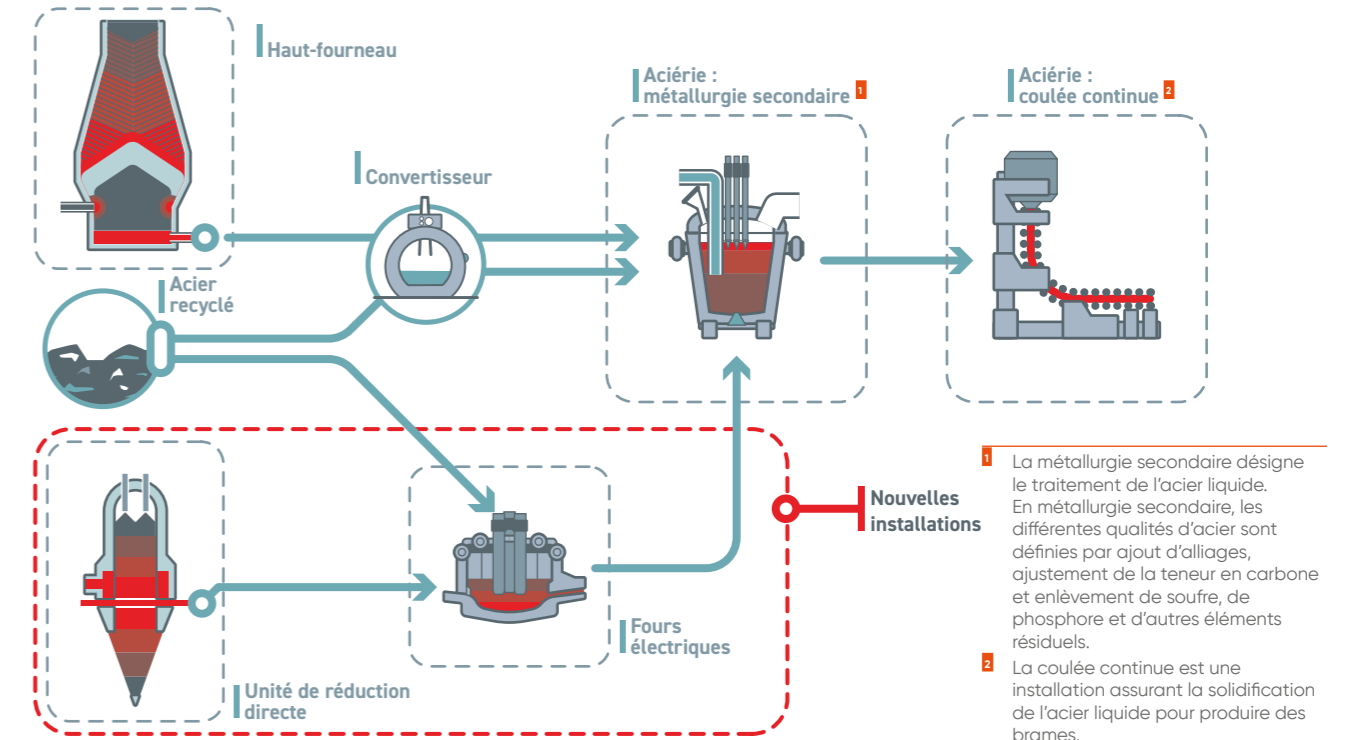 Haut-fourneau
Aciérie :
métallurgie secondaire 1
Aciérie :
coulée continue 2
Convertisseur
Acier
recyclé
Nouvelles
installations
Fours
électriques
Unité de réduction
directe
1 La métallurgie secondaire désigne
le traitement de l'acier liquide.
En métallurgie secondaire, les
différentes qualités d'acier sont
définies par ajout d'alliages,
ajustement de la teneur en carbone
et enlèvement de soufre, de
phosphore et d'autres éléments
résiduels.
2 La coulée continue est une
installation assurant la solidification
de l'acier liquide pour produire des
brames.